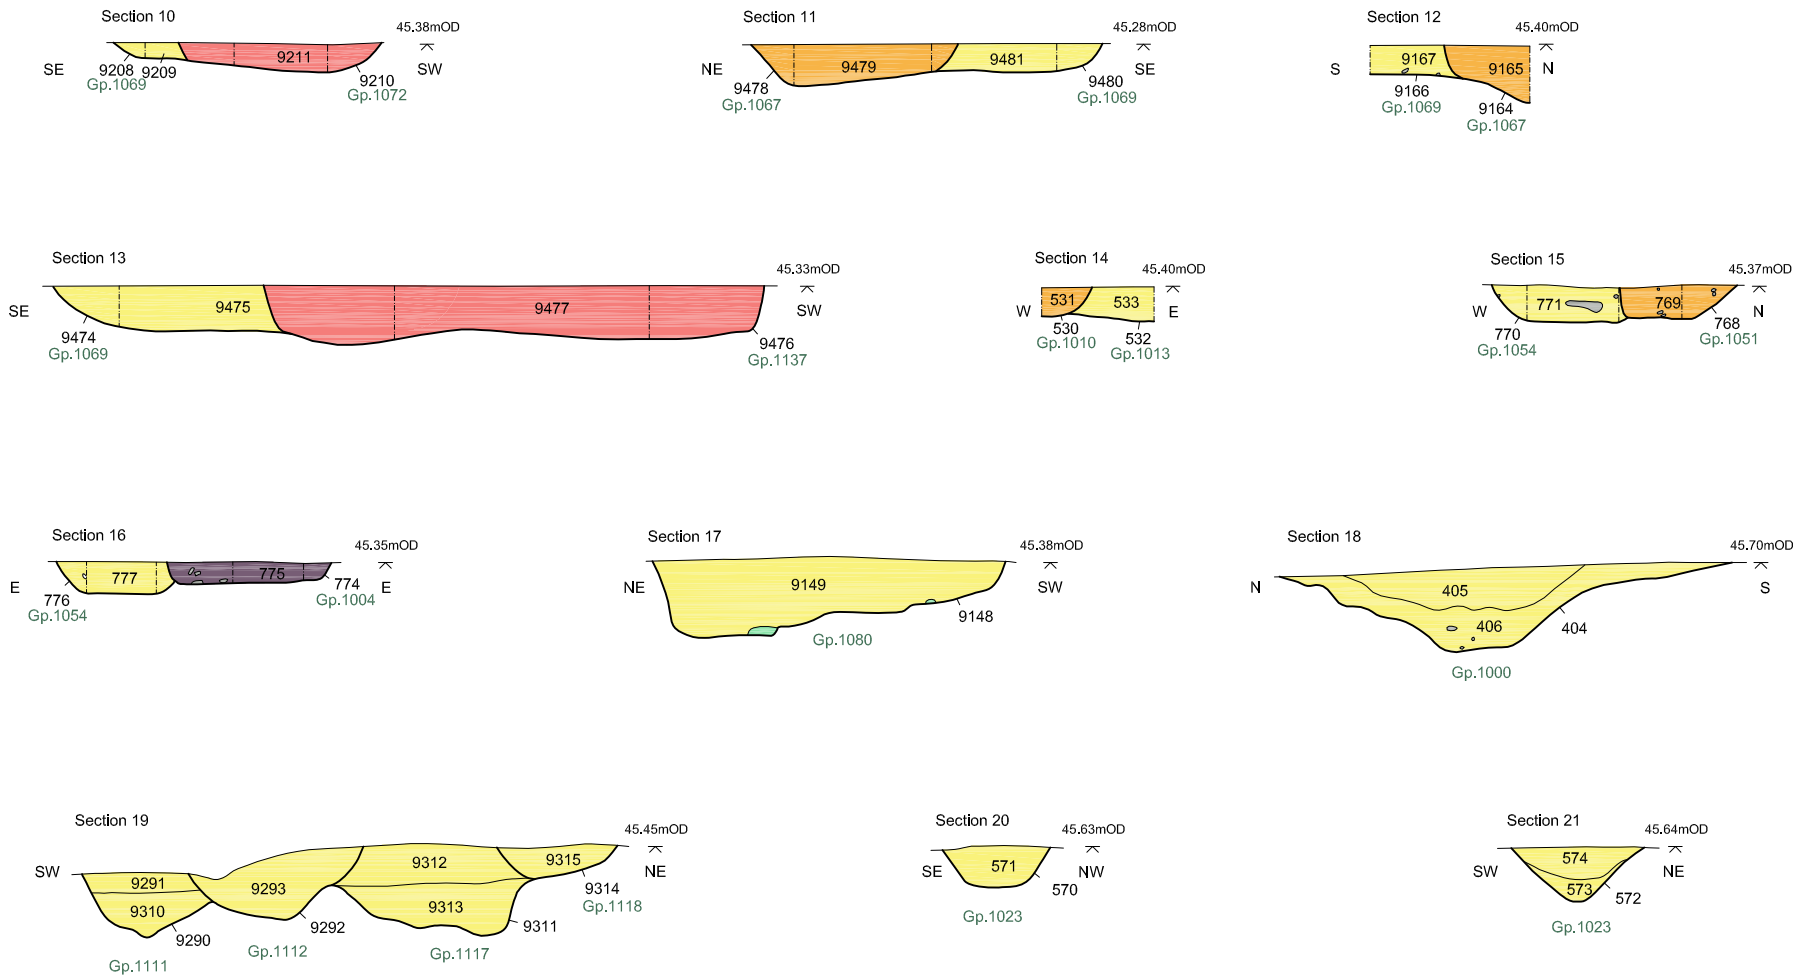 Section 10
45.38mOD
SE
9208
9209
9211
9210
SW
Gp.1069
Gp.1072
Section 11
45.28mOD
NE
9479
9481
SE
9478
9480
Gp.1067
Gp.1069
Section 12
45.40mOD
S
9167
9165
N
9166
Gp.1069
9164
Gp.1067
Section 13
45.33mOD
SE
9475
9477
SW
9474
Gp.1069
9476
Gp.1137
Section 14
45.40mOD
W
531
533
E
530
Gp.1010
532
Gp.1013
Section 15
45.37mOD
W
771
769
N
770
768
Gp.1054
Gp.1051
Section 16
45.35mOD
E
777
775
774
E
776
Gp.1004
Gp.1054
Section 17
45.38mOD
NE
9149
SW
9148
Gp.1080
Section 18
45.70mOD
N
405
S
406
404
Gp.1000
Section 19
45.45mOD
SW
9291
9293
9312
9315
NE
9310
9313
9314
Gp.1118
9290
9292
9311
Gp.1111
Gp.1112
Gp.1117
Section 20
45.63mOD
SE
571
NW
570
Gp.1023
Section 21
45.64mOD
SW
574
NE
573
572
Gp.1023